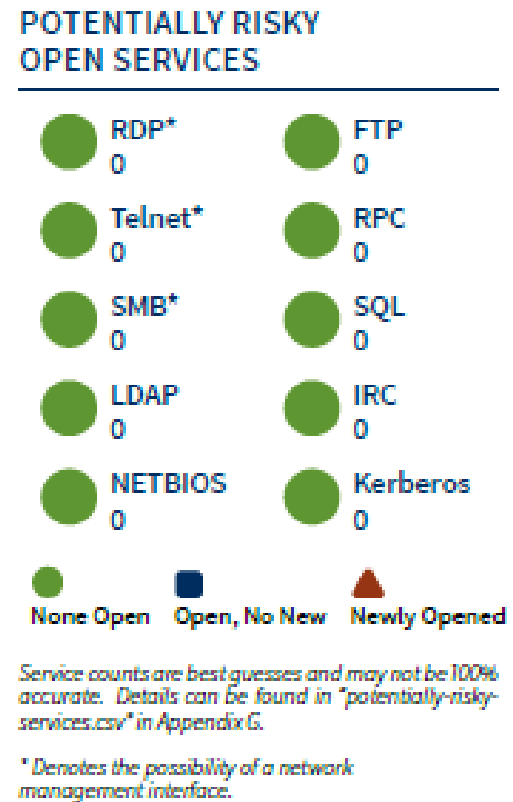 POTENTIALLY RISKY
OPEN SERVICES
RDP*
0
FTP
0
Telnet*
0
RPC
0
SMB*
0
SQL
0
LDAP
0
IRC
0
NETBIOS
0
Kerberos
0
None Open
Open, No New
Newly Opened
Service counts are best guesses and may not be 100%
accurate. Details can be found in "potentially-risky-
services.csv" in Appendix G.
* Denotes the possibility of a network
management interface.